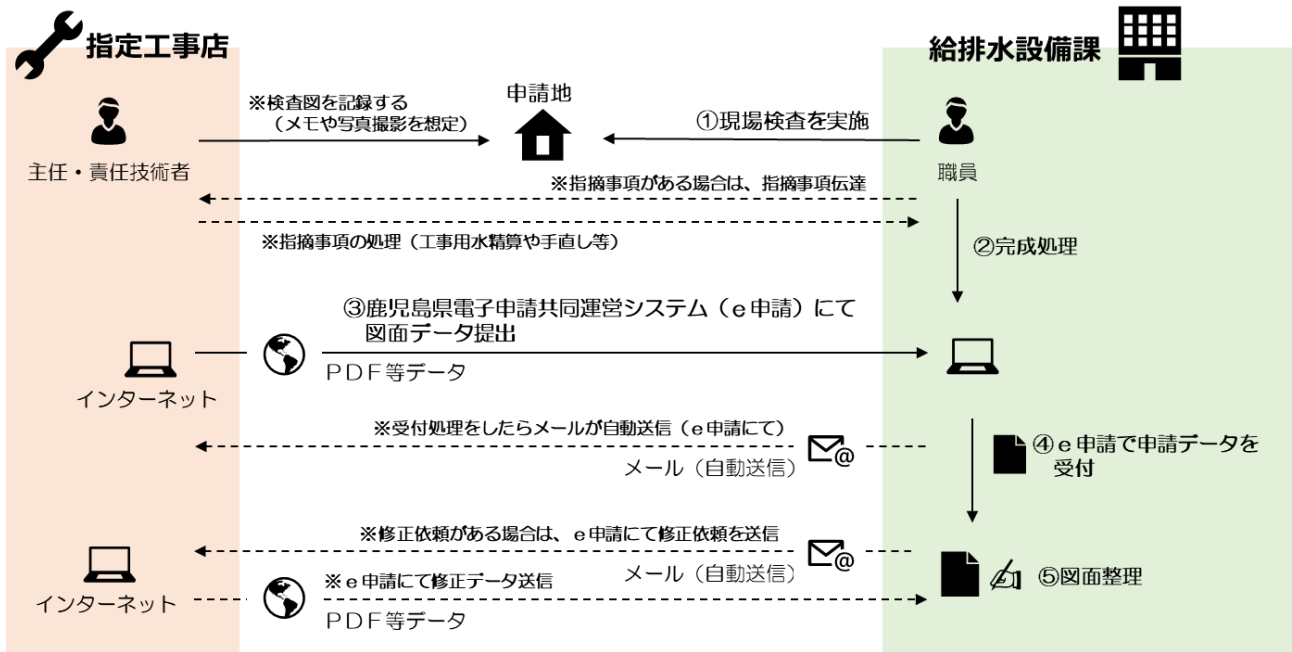 指定工事店
給排水設備課
※検査図を記録する
（メモや写真撮影を想定）
申請地
①現場検査を実施
主任・責任技術者
職員
※指摘事項がある場合は、指摘事項伝達
※指摘事項の処理（工事用水精算や手直し等）
②完成処理
③鹿児島県電子申請共同運営システム（ｅ申請）にて
図面データ提出
ＰＤＦ等データ
インターネット
※受付処理をしたらメールが自動送信（ｅ申請にて）
メール（自動送信）
@
④ｅ申請で申請データを
受付
※修正依頼がある場合は、ｅ申請にて修正依頼を送信
メール（自動送信）
@
※ｅ申請にて修正データ送信
⑤図面整理
インターネット
ＰＤＦ等データ